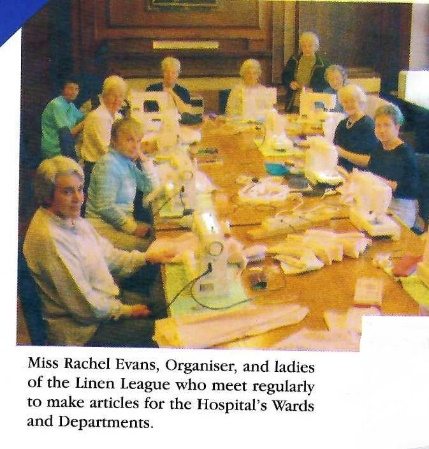 Miss Rachel Evans, Organiser, and ladies
of the Linen League who meet regularly
to make articles for the Hospital's Wards
and Departments.